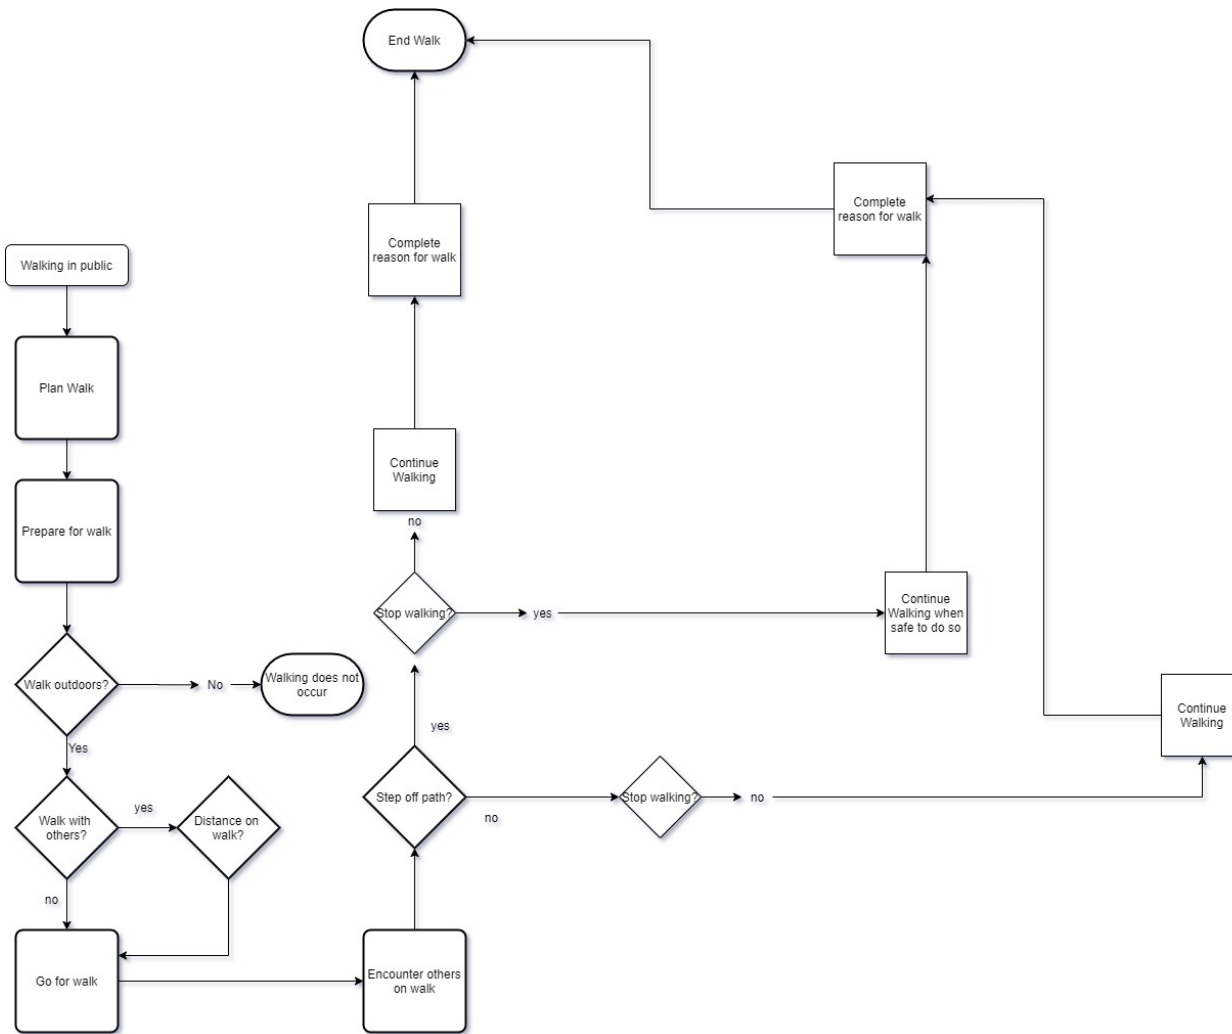 End Walk
Complete
reason for walk
Complete
reason for walk
Walking in public
Plan Walk
Continue
Walking
Prepare for walk
no
Stop walking?
yes
Continue
Walking when
safe to do so
Walk outdoors?
No
Walking does not
occur
Yes
yes
Continue
Walking
Step off path?
no
Stop walking?
no
Walk with
others?
yes
Distance on
walk?
no
Go for walk
Encounter others
on walk